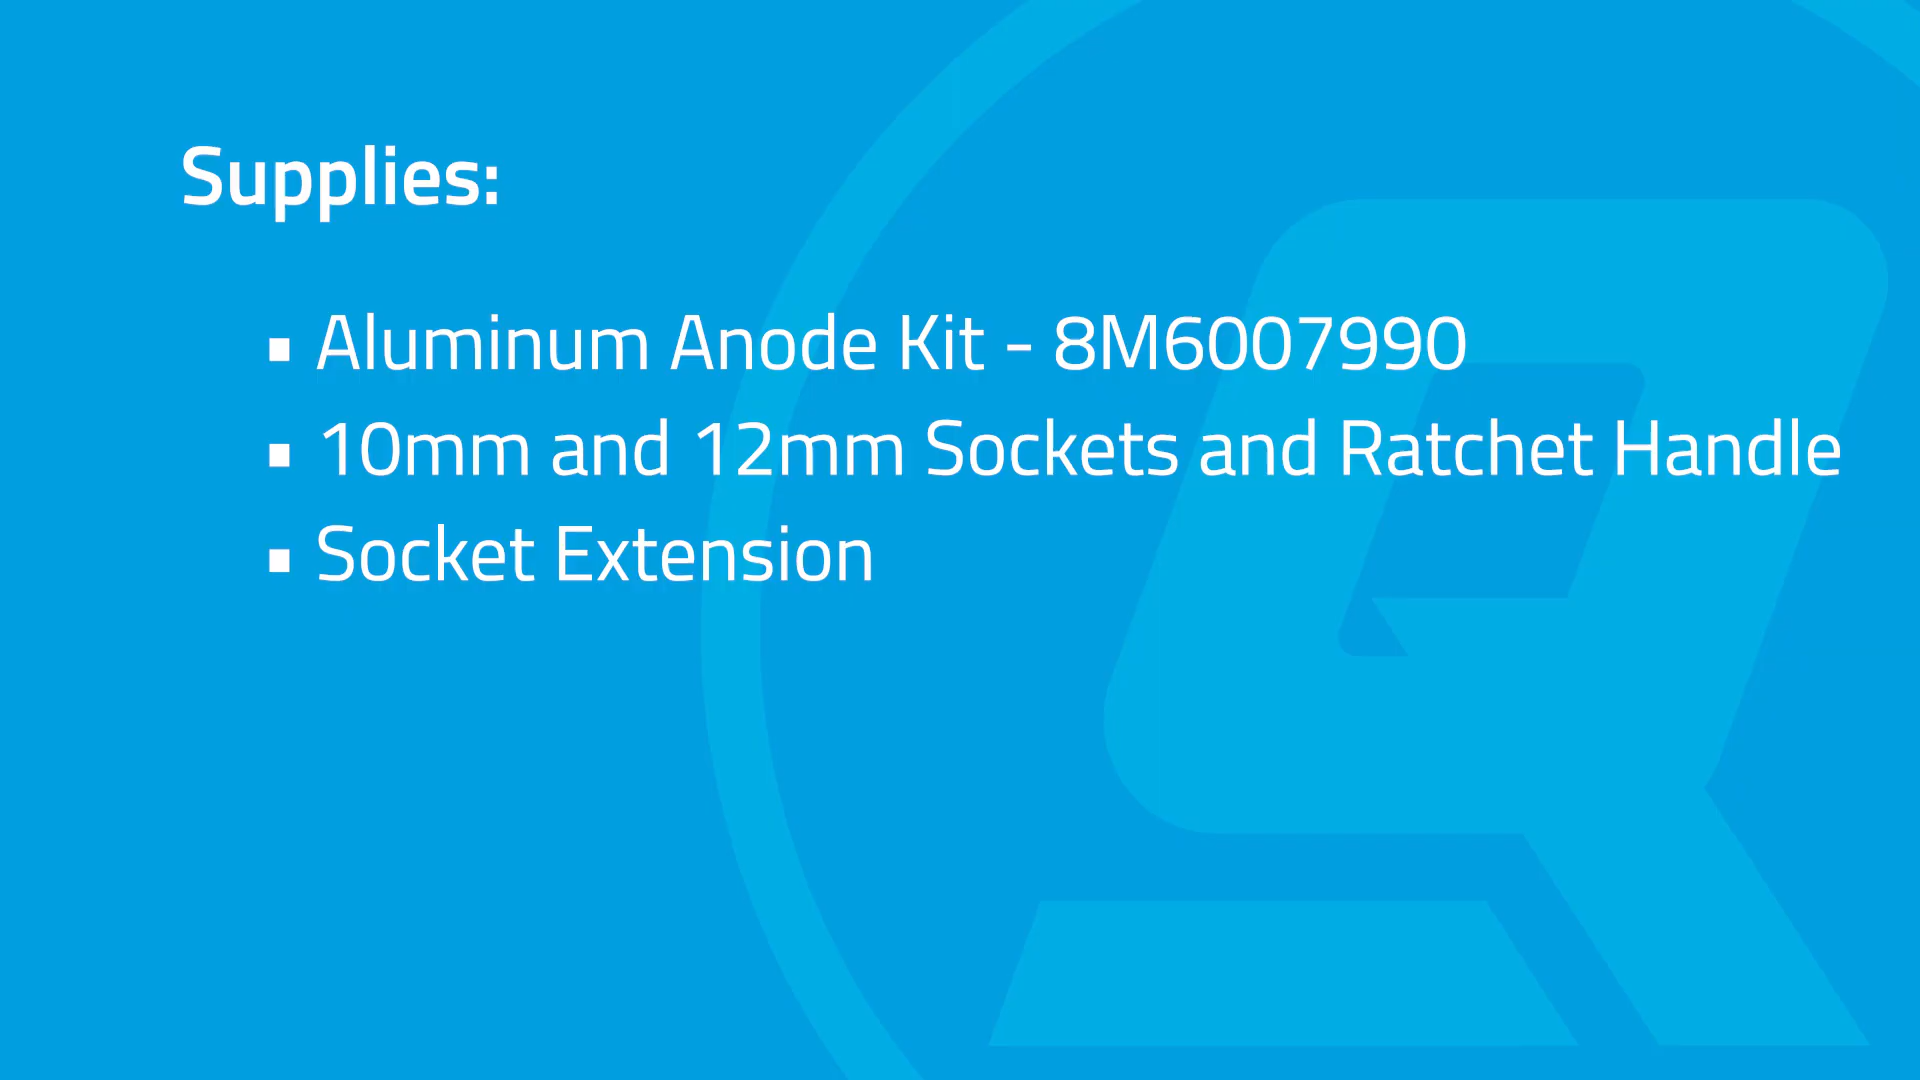 Supplies:
▪ Aluminum Anode Kit - 8M6007990
▪ 10mm and 12mm Sockets and Ratchet Handle
▪ Socket Extension